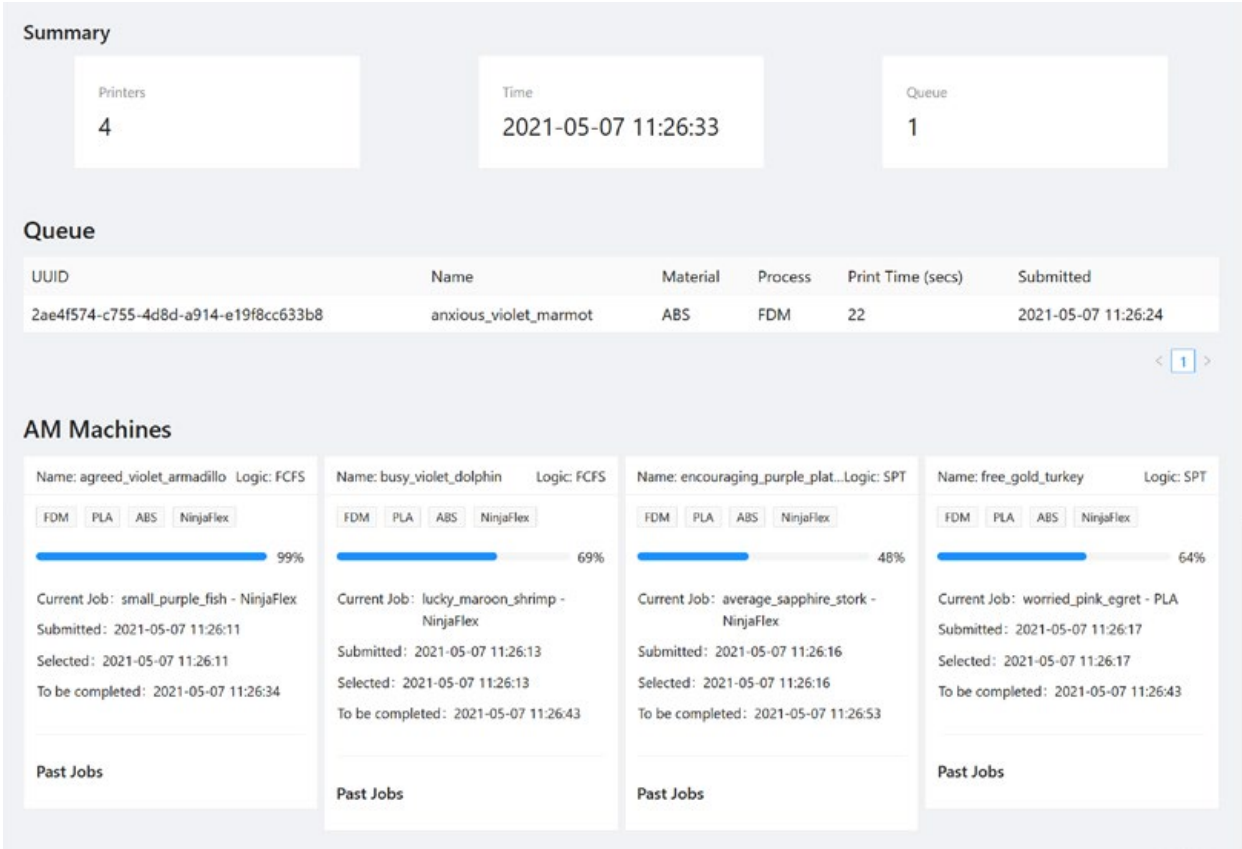 Summary
Printers
4
Time
2021-05-07 11:26:33
Queue
1
Queue
UUID Name Material Process Print Time (secs) Submitted
2ae4f574-c755-4d8d-a914-e19f8cc633b8 anxious_violet_marmot ABS FDM 22 2021-05-07 11:26:24
< 1 >
AM Machines
Name: agreed_violet_armadillo Logic: FCFS
FDM PLA ABS NinjaFlex
99%
Current Job: small_purple_fish - NinjaFlex
Submitted: 2021-05-07 11:26:11
Selected: 2021-05-07 11:26:11
To be completed: 2021-05-07 11:26:34
Past Jobs
Name: busy_violet_dolphin Logic: FCFS
FDM PLA ABS NinjaFlex
69%
Current Job: lucky_maroon_shrimp -
NinjaFlex
Submitted: 2021-05-07 11:26:13
Selected: 2021-05-07 11:26:13
To be completed: 2021-05-07 11:26:43
Past Jobs
Name: encouraging_purple_plat...Logic: SPT
FDM PLA ABS NinjaFlex
48%
Current Job: average_sapphire_stork -
NinjaFlex
Submitted: 2021-05-07 11:26:16
Selected: 2021-05-07 11:26:16
To be completed: 2021-05-07 11:26:53
Past Jobs
Name: free_gold_turkey Logic: SPT
FDM PLA ABS NinjaFlex
64%
Current Job: worried_pink_egret - PLA
Submitted: 2021-05-07 11:26:17
Selected: 2021-05-07 11:26:17
To be completed: 2021-05-07 11:26:43
Past Jobs